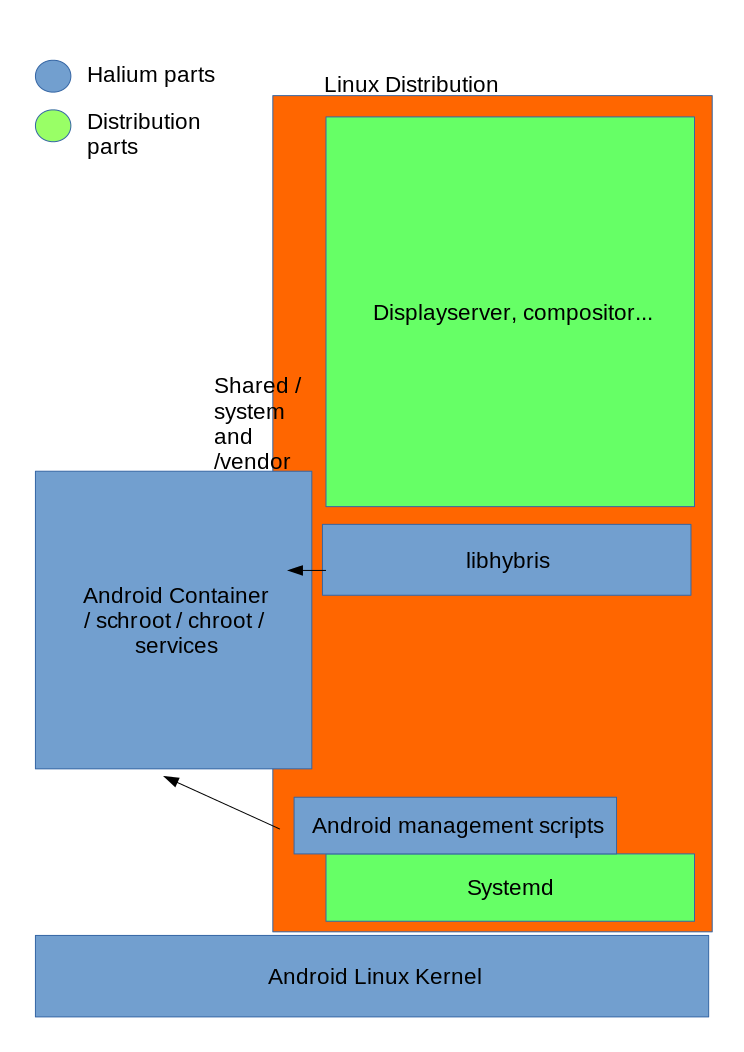 Halium parts
Distribution
parts
Linux Distribution
Displayserver, compositor...
Shared /
system
and
/vendor
libhybris
Android Container
/ schroot / chroot /
services
Android management scripts
Systemd
Android Linux Kernel